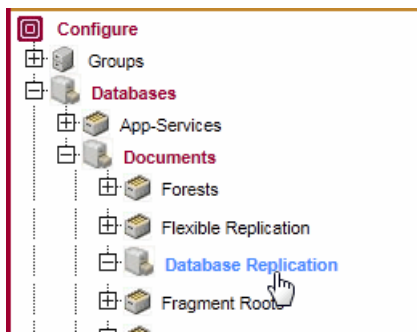 Configure
Groups
Databases
App-Services
Documents
Forests
Flexible Replication
Database Replication
Fragment Roots